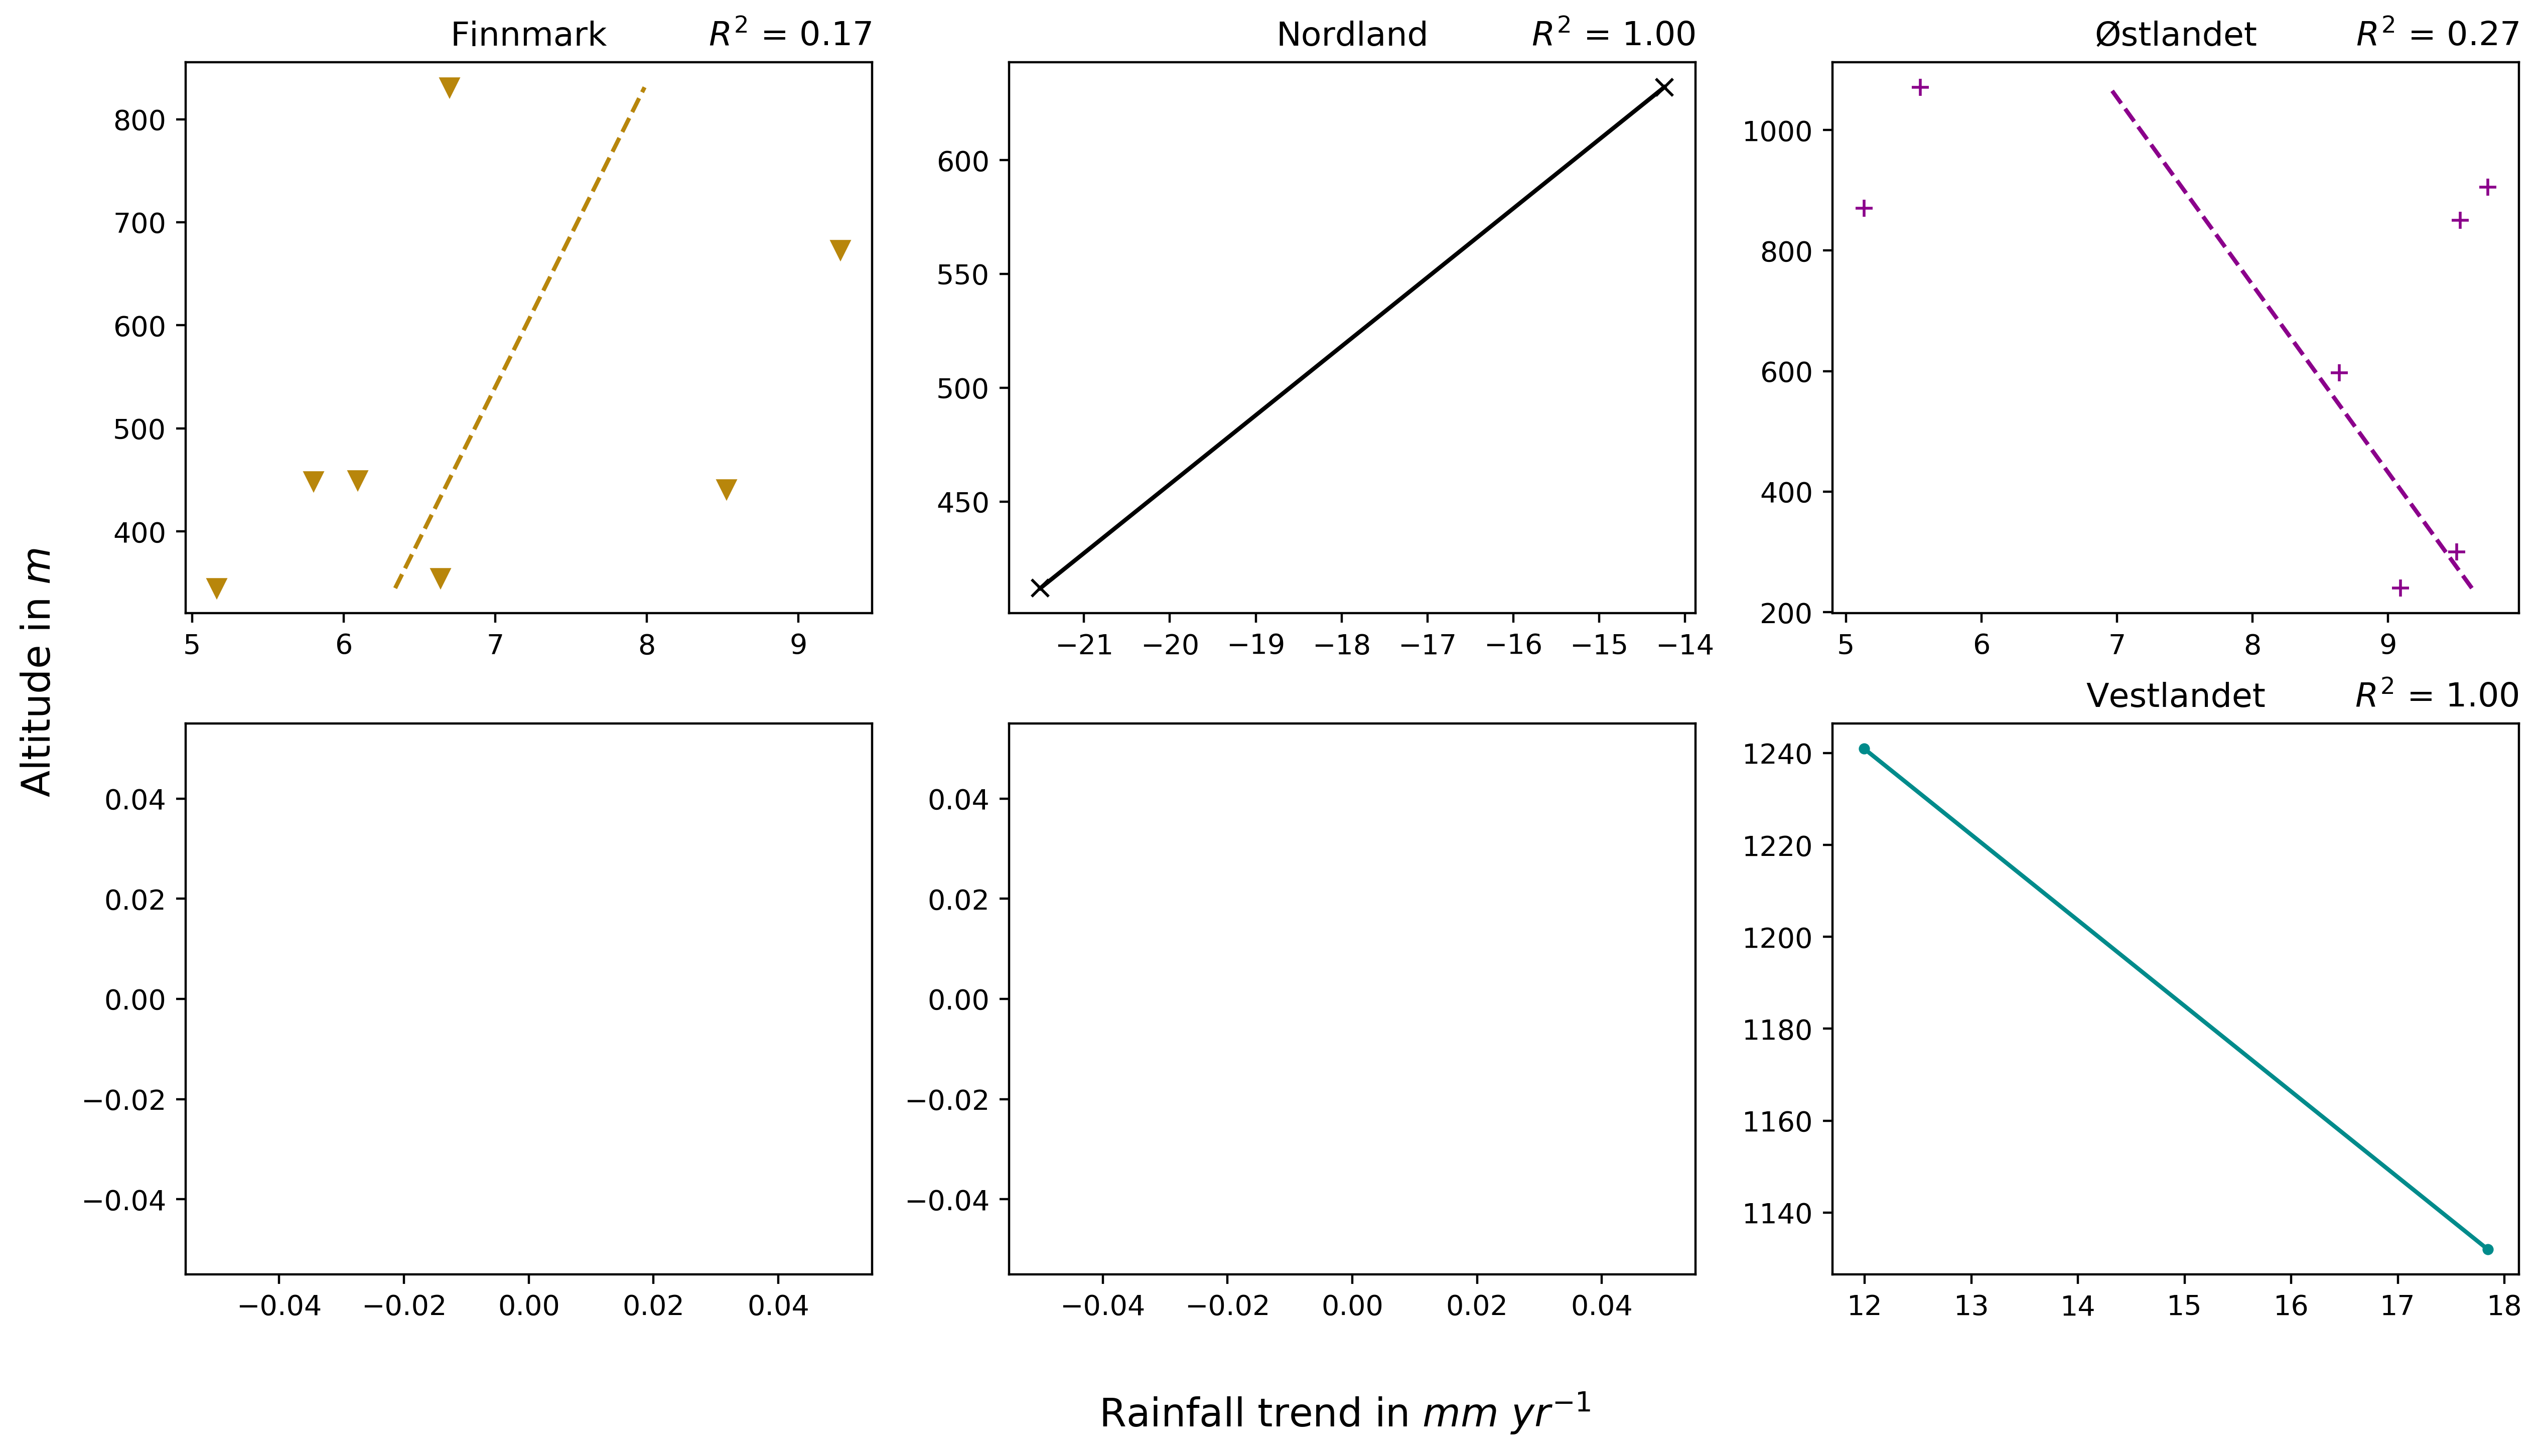 Finnmark R² = 0.17
Nordland R² = 1.00
Østlandet R² = 0.27
800
700
600
500
400
5 6 7 8 9
600
550
500
450
−21 −20 −19 −18 −17 −16 −15 −14
1000
800
600
400
200
5 6 7 8 9
Altitude in m
Vestlandet R² = 1.00
0.04
0.02
0.00
−0.02
−0.04
−0.04 −0.02 0.00 0.02 0.04
0.04
0.02
0.00
−0.02
−0.04
−0.04 −0.02 0.00 0.02 0.04
1240
1220
1200
1180
1160
1140
12 13 14 15 16 17 18
Rainfall trend in mm yr⁻¹